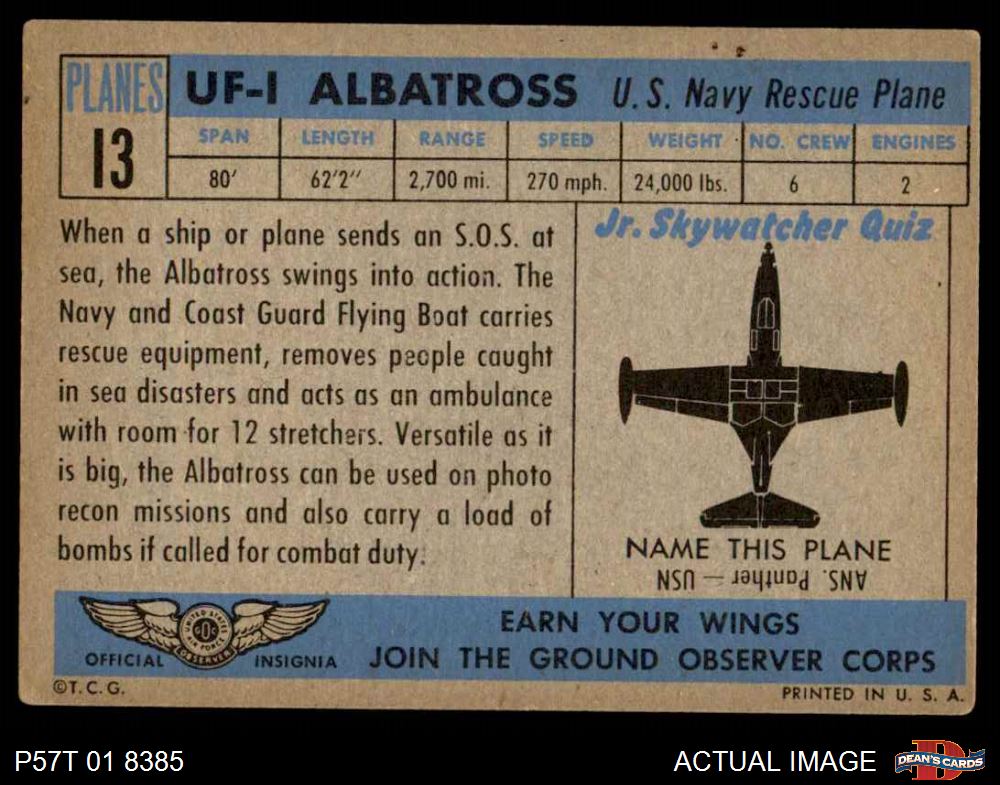 PLANES
13
UF-1 ALBATROSS U.S. Navy Rescue Plane
SPAN LENGTH RANGE SPEED WEIGHT NO. CREW ENGINES
80' 62'2" 2,700 mi. 270 mph. 24,000 lbs. 6 2
When a ship or plane sends an S.O.S. at
sea, the Albatross swings into action. The
Navy and Coast Guard Flying Boat carries
rescue equipment, removes people caught
in sea disasters and acts as an ambulance
with room for 12 stretchers. Versatile as it
is big, the Albatross can be used on photo
recon missions and also carry a load of
bombs if called for combat duty.
Jr. Skywatcher Quiz
NAME THIS PLANE
ANS. Panther — USN
UNITED STATES
AIR FORCE
GOC
OBSERVER
OFFICIAL INSIGNIA
EARN YOUR WINGS
JOIN THE GROUND OBSERVER CORPS
©T.C.G.
PRINTED IN U. S. A.
P57T 01 8385
ACTUAL IMAGE
D
DEAN'S CARDS